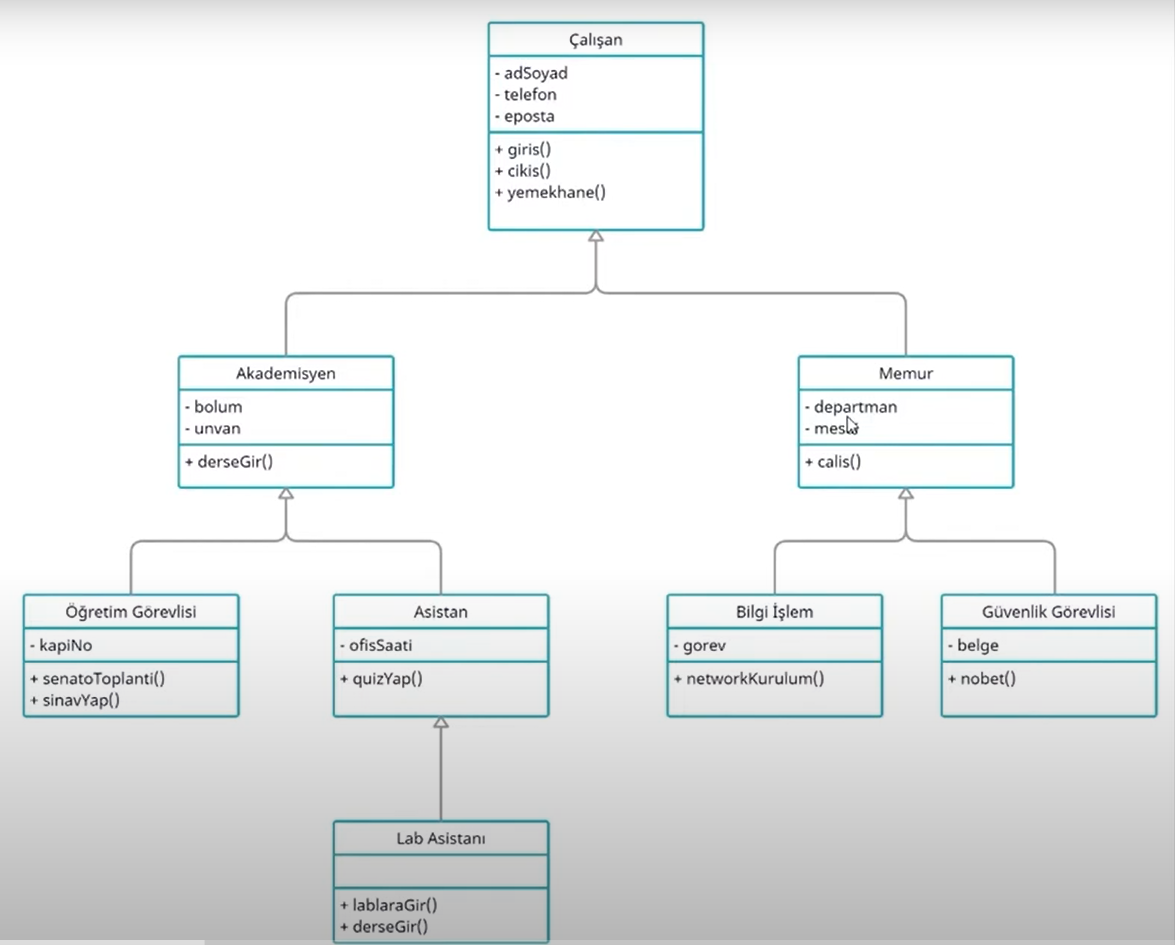 Çalışan
- adSoyad
- telefon
- eposta
+ giris()
+ cikis()
+ yemekhane()
Akademisyen
- bolum
- unvan
+ derseGir()
Memur
- departman
-
+ calis()
Öğretim Görevlisi
- kapiNo
+ senatoToplanti()
+ sinavYap()
Asistan
- ofisSaati
+ quizYap()
Bilgi İşlem
- gorev
+ networkKurulum()
Güvenlik Görevlisi
- belge
+ nobet()
Lab Asistanı
+ lablaraGir()
+ derseGir()